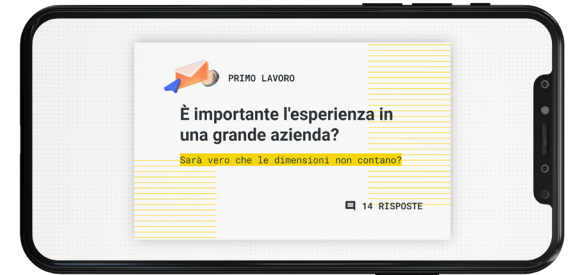 PRIMO LAVORO
È importante l'esperienza in
una grande azienda?
Sarà vero che le dimensioni non contano?
14 RISPOSTE